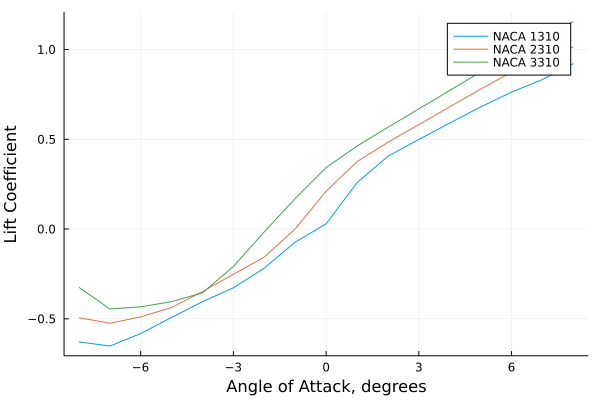 NACA 1310
NACA 2310
NACA 3310
1.0
0.5
0.0
−0.5
−6
−3
0
3
6
Lift Coefficient
Angle of Attack, degrees